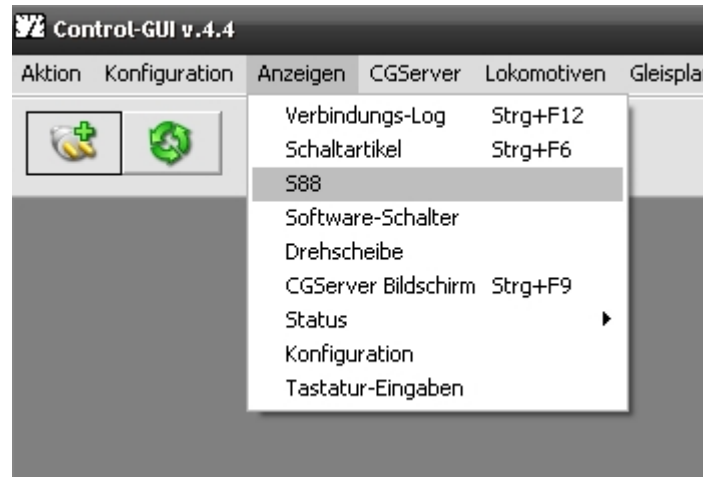 Control-GUI v.4.4
Aktion Konfiguration Anzeigen CGServer Lokomotiven Gleispla
Verbindungs-Log Strg+F12
Schaltartikel Strg+F6
S88
Software-Schalter
Drehscheibe
CGServer Bildschirm Strg+F9
Status
Konfiguration
Tastatur-Eingaben